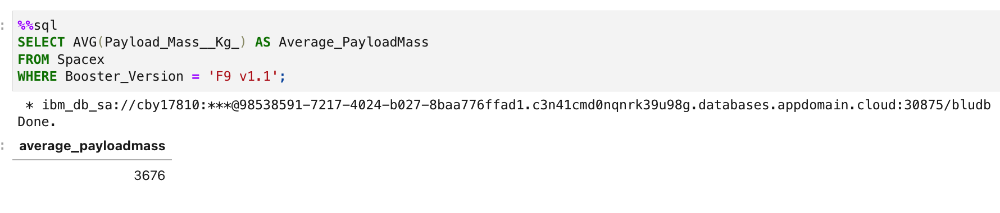 %%sql
SELECT AVG(Payload_Mass__Kg_) AS Average_PayloadMass
FROM Spacex
WHERE Booster_Version = 'F9 v1.1';
* ibm_db_sa://cby17810:***@98538591-7217-4024-b027-8baa776ffad1.c3n41cmd0nqnrk39u98g.databases.appdomain.cloud:30875/bludb
Done.
average_payloadmass
3676